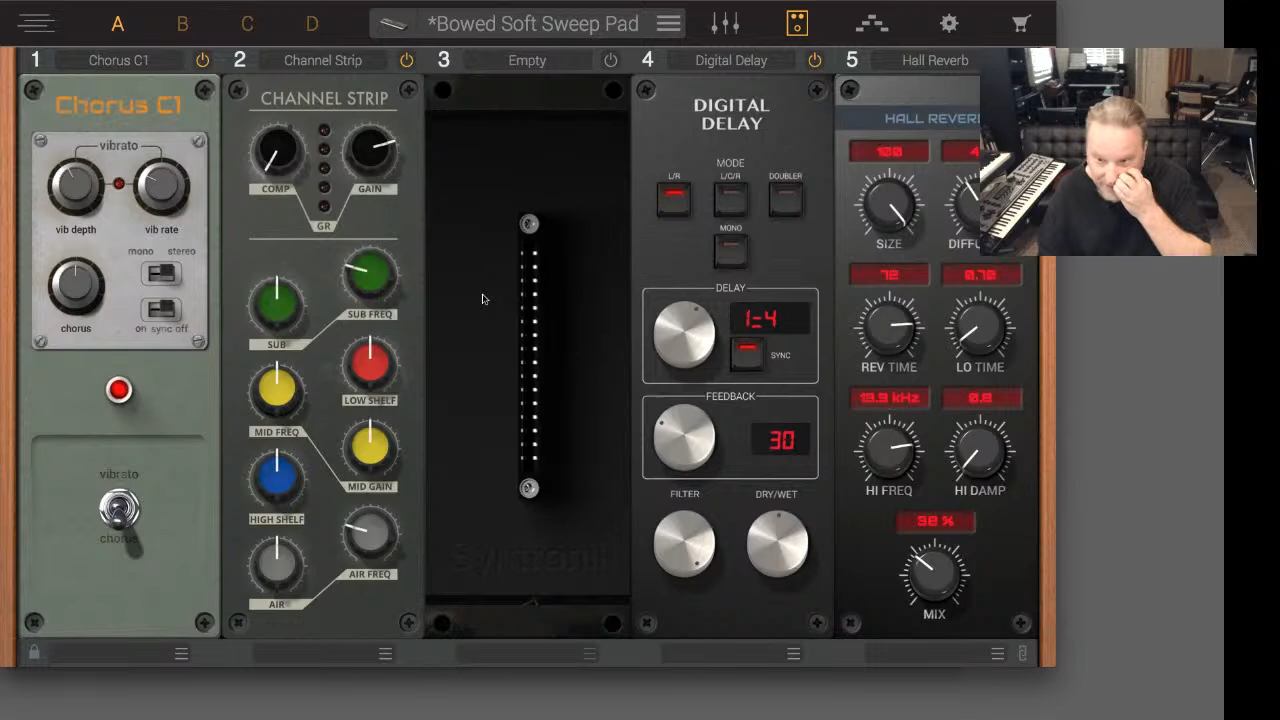 A B C D *Bowed Soft Sweep Pad
1 Chorus C1 2 Channel Strip 3 Empty 4 Digital Delay 5 Hall Reverb
Chorus C1
vibrato
vib depth vib rate
mono stereo
chorus
on sync off
vibrato
chorus
CHANNEL STRIP
COMP GAIN
GR
SUB FREQ
SUB
LOW SHELF
MID FREQ
MID GAIN
HIGH SHELF
AIR FREQ
AIR
DIGITAL
DELAY
MODE
L/R L/C/R DOUBLER
MONO
DELAY
1=4
SYNC
FEEDBACK
30
FILTER DRY/WET
HALL REVER
100
SIZE DIFFU
72 0.70
REV TIME LO TIME
0.8
HI FREQ HI DAMP
MIX